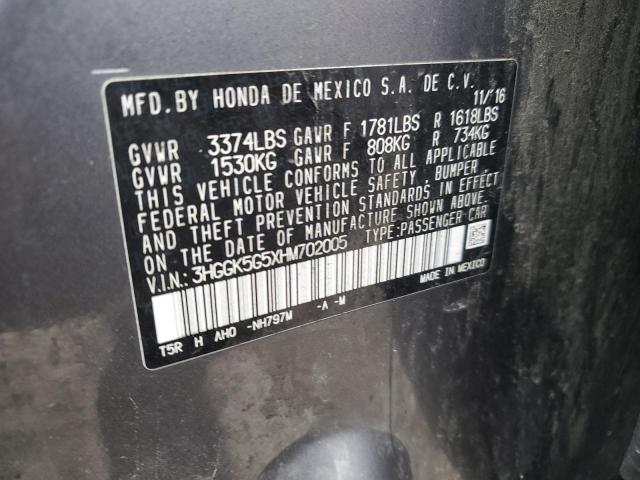 MFD. BY HONDA DE MEXICO S.A. DE C.V.
11/'16
GVWR 3374LBS GAWR F 1781LBS R 1618LBS
GVWR 1530KG GAWR F 808KG R 734KG
THIS VEHICLE CONFORMS TO ALL APPLICABLE
FEDERAL MOTOR VEHICLE SAFETY, BUMPER,
AND THEFT PREVENTION STANDARDS IN EFFECT
ON DATE OF MANUFACTURE SHOWN ABOVE.
V.I.N.: 3HGGK5G5XHM702005 TYPE:PASSENGER CAR
MADE IN MEXICO
T5R H AH0 -NH797M -A -M